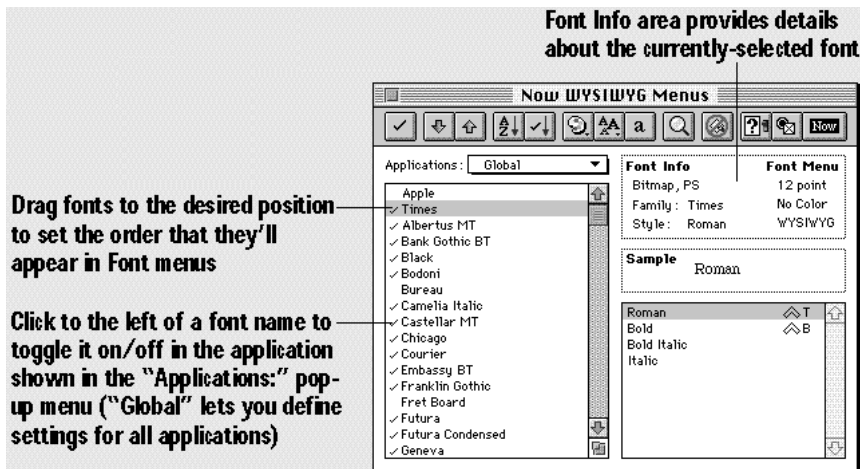 Font Info area provides details
about the currently-selected font
Now WYSIWYG Menus
a
?
Now
Applications: Global
Apple
Times
Albertus MT
Bank Gothic BT
Black
Bodoni
Bureau
Camelia Italic
Castellar MT
Chicago
Courier
Embassy BT
Franklin Gothic
Fret Board
Futura
Futura Condensed
Geneva
Font Info Font Menu
Bitmap, PS 12 point
Family: Times No Color
Style: Roman WYSIWYG
Sample
Roman
Roman T
Bold B
Bold Italic
Italic
Drag fonts to the desired position
to set the order that they'll
appear in Font menus
Click to the left of a font name to
toggle it on/off in the application
shown in the "Applications:" pop-
up menu ("Global" lets you define
settings for all applications)